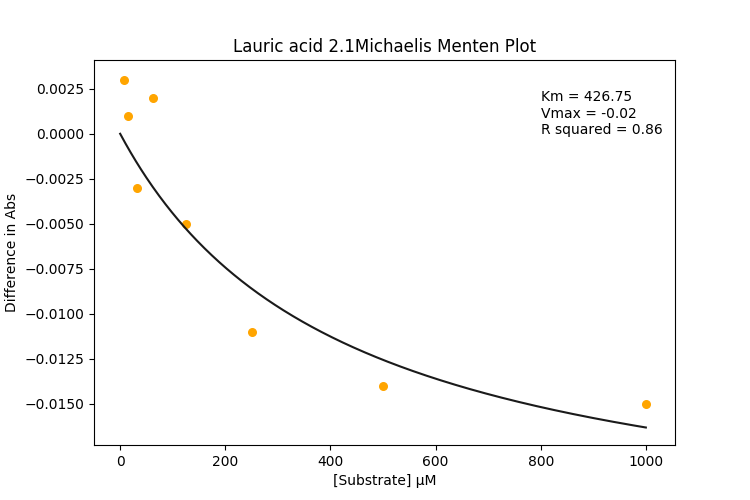 Lauric acid 2.1Michaelis Menten Plot
Km = 426.75
Vmax = -0.02
R squared = 0.86
Difference in Abs
0.0025
0.0000
−0.0025
−0.0050
−0.0075
−0.0100
−0.0125
−0.0150
0 200 400 600 800 1000
[Substrate] μM